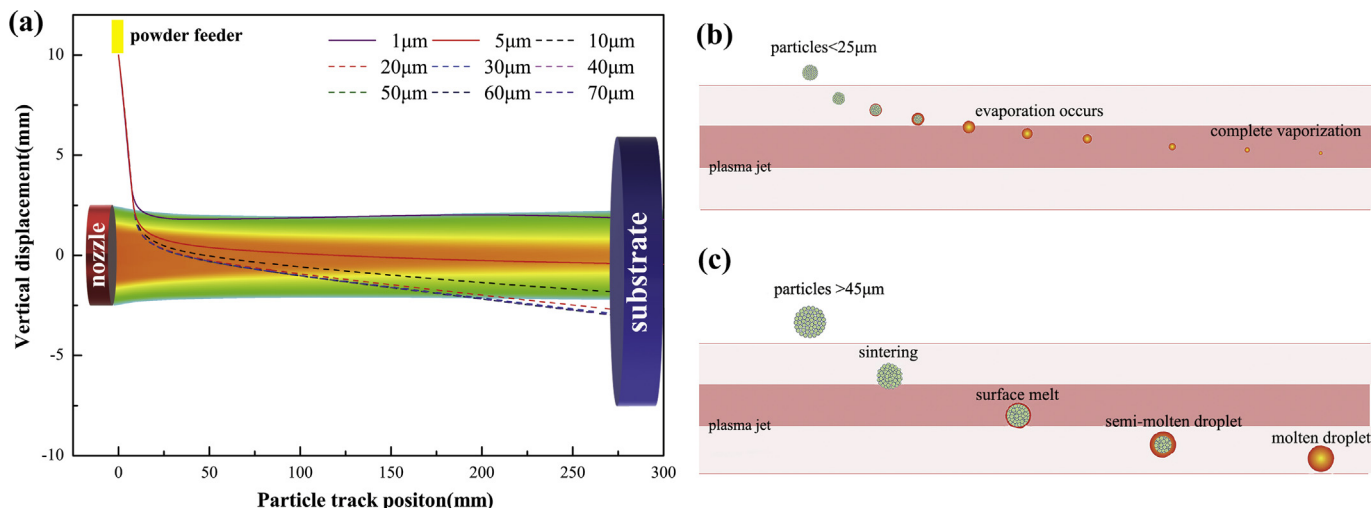 (a)
powder feeder
1μm 5μm 10μm
20μm 30μm 40μm
50μm 60μm 70μm
10
5
0
-5
-10
Vertical displacement(mm)
nozzle
substrate
0 50 100 150 200 250 300
Particle track positon(mm)
(b)
particles<25μm
evaporation occurs
complete vaporization
plasma jet
(c)
particles >45μm
sintering
surface melt
semi-molten droplet
plasma jet
molten droplet